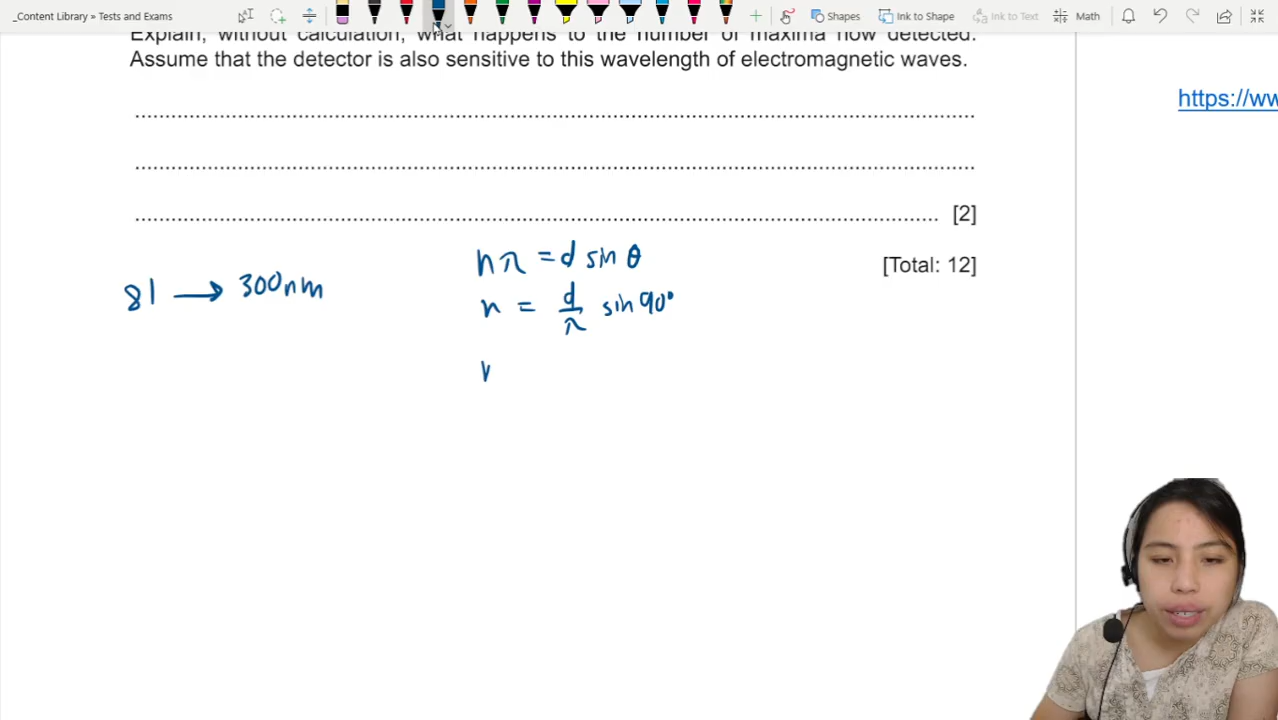 _Content Library » Tests and Exams
Shapes
Ink to Shape
Ink to Text
Math
Explain, without calculation, what happens to the number of maxima now detected.
Assume that the detector is also sensitive to this wavelength of electromagnetic waves.
https://ww
[2]
nλ = d sin θ
[Total: 12]
81 → 300nm
n = d/λ sin 90°